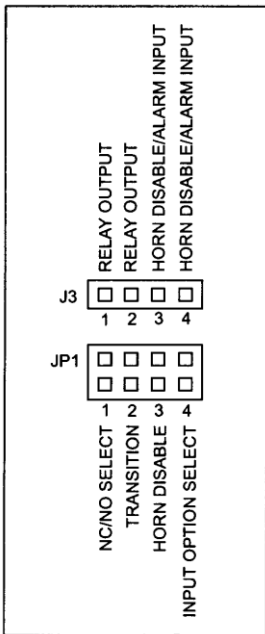 RELAY OUTPUT
RELAY OUTPUT
HORN DISABLE/ALARM INPUT
HORN DISABLE/ALARM INPUT
J3
1 2 3 4
JP1
1 2 3 4
NC/NO SELECT
TRANSITION
HORN DISABLE
INPUT OPTION SELECT